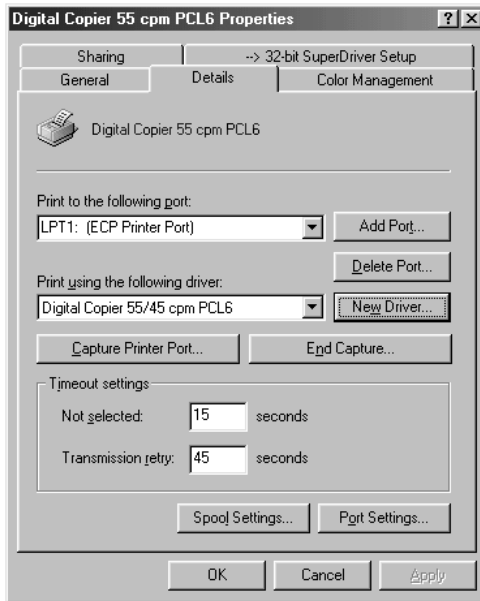 Digital Copier 55 cpm PCL6 Properties
Sharing --> 32-bit SuperDriver Setup
General Details Color Management
Digital Copier 55 cpm PCL6
Print to the following port:
LPT1: (ECP Printer Port) Add Port...
Delete Port...
Print using the following driver:
Digital Copier 55/45 cpm PCL6 New Driver...
Capture Printer Port... End Capture...
Timeout settings
Not selected: 15 seconds
Transmission retry: 45 seconds
Spool Settings... Port Settings...
OK Cancel Apply